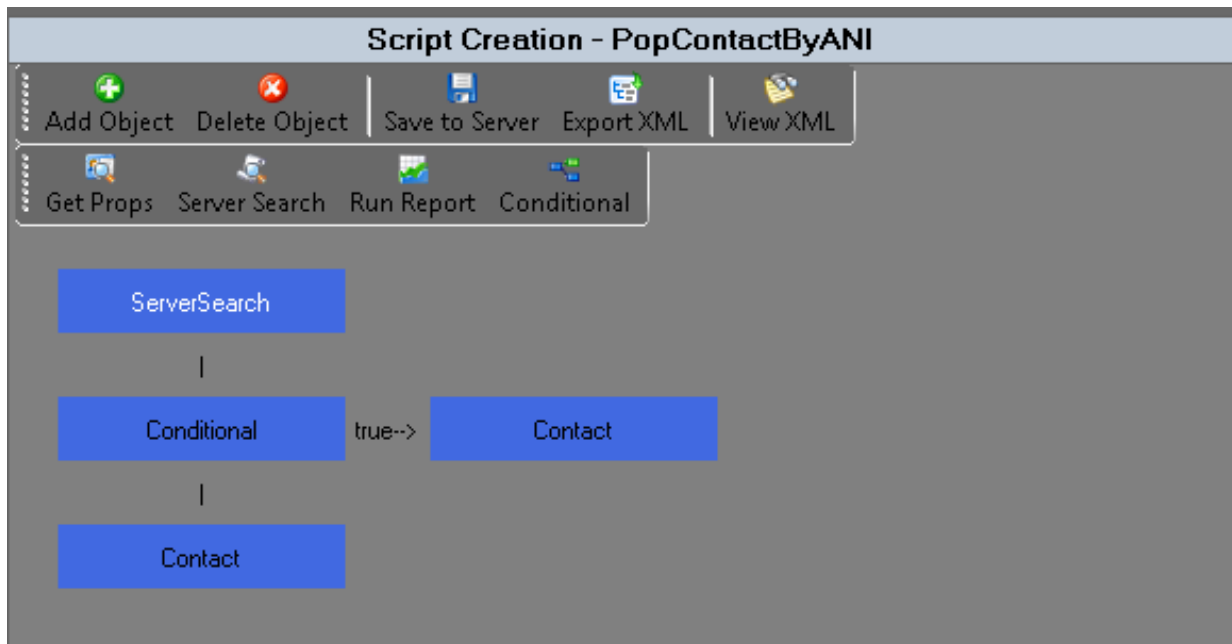 Script Creation - PopContactByANI
Add Object Delete Object Save to Server Export XML View XML
Get Props Server Search Run Report Conditional
ServerSearch
|
Conditional true--> Contact
|
Contact